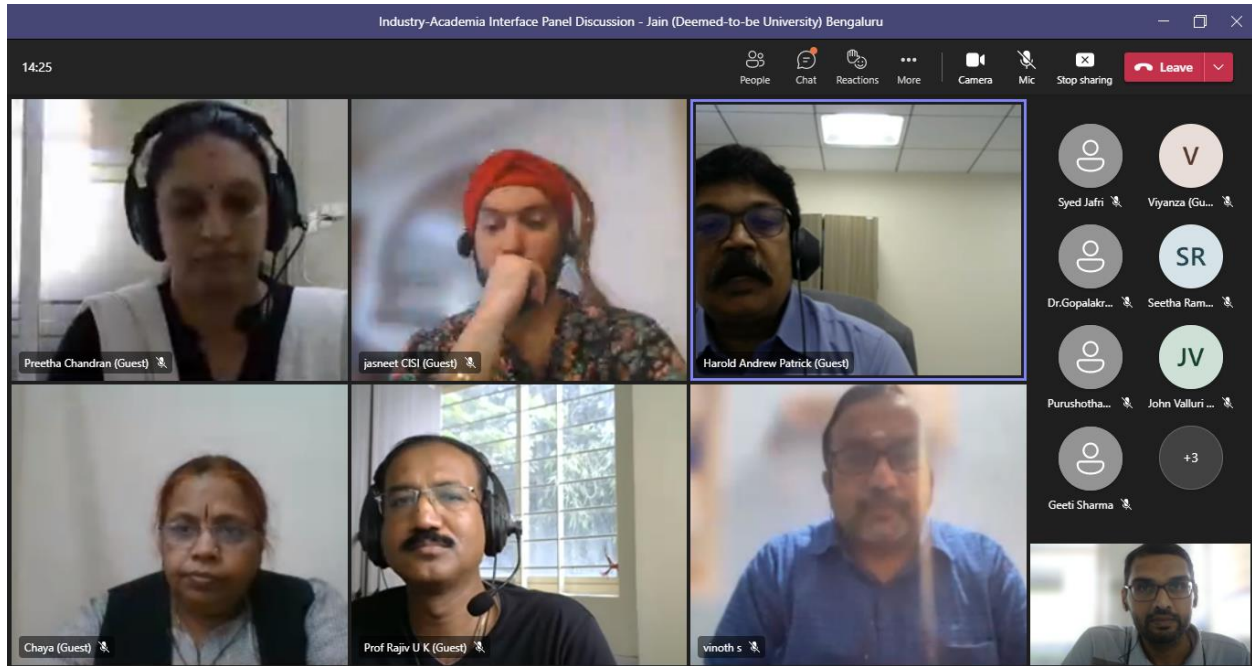 Industry-Academia Interface Panel Discussion - Jain (Deemed-to-be University) Bengaluru
14:25
People
Chat
Reactions
More
Camera
Mic
Stop sharing
Leave
Preetha Chandran (Guest)
jasneet CISI (Guest)
Harold Andrew Patrick (Guest)
V
Syed Jafri
Viyanza (Gu...
SR
Dr.Gopalakr...
Seetha Ram...
JV
Purushotha...
John Valluri ...
+3
Geeti Sharma
Chaya (Guest)
Prof Rajiv U K (Guest)
vinoth s